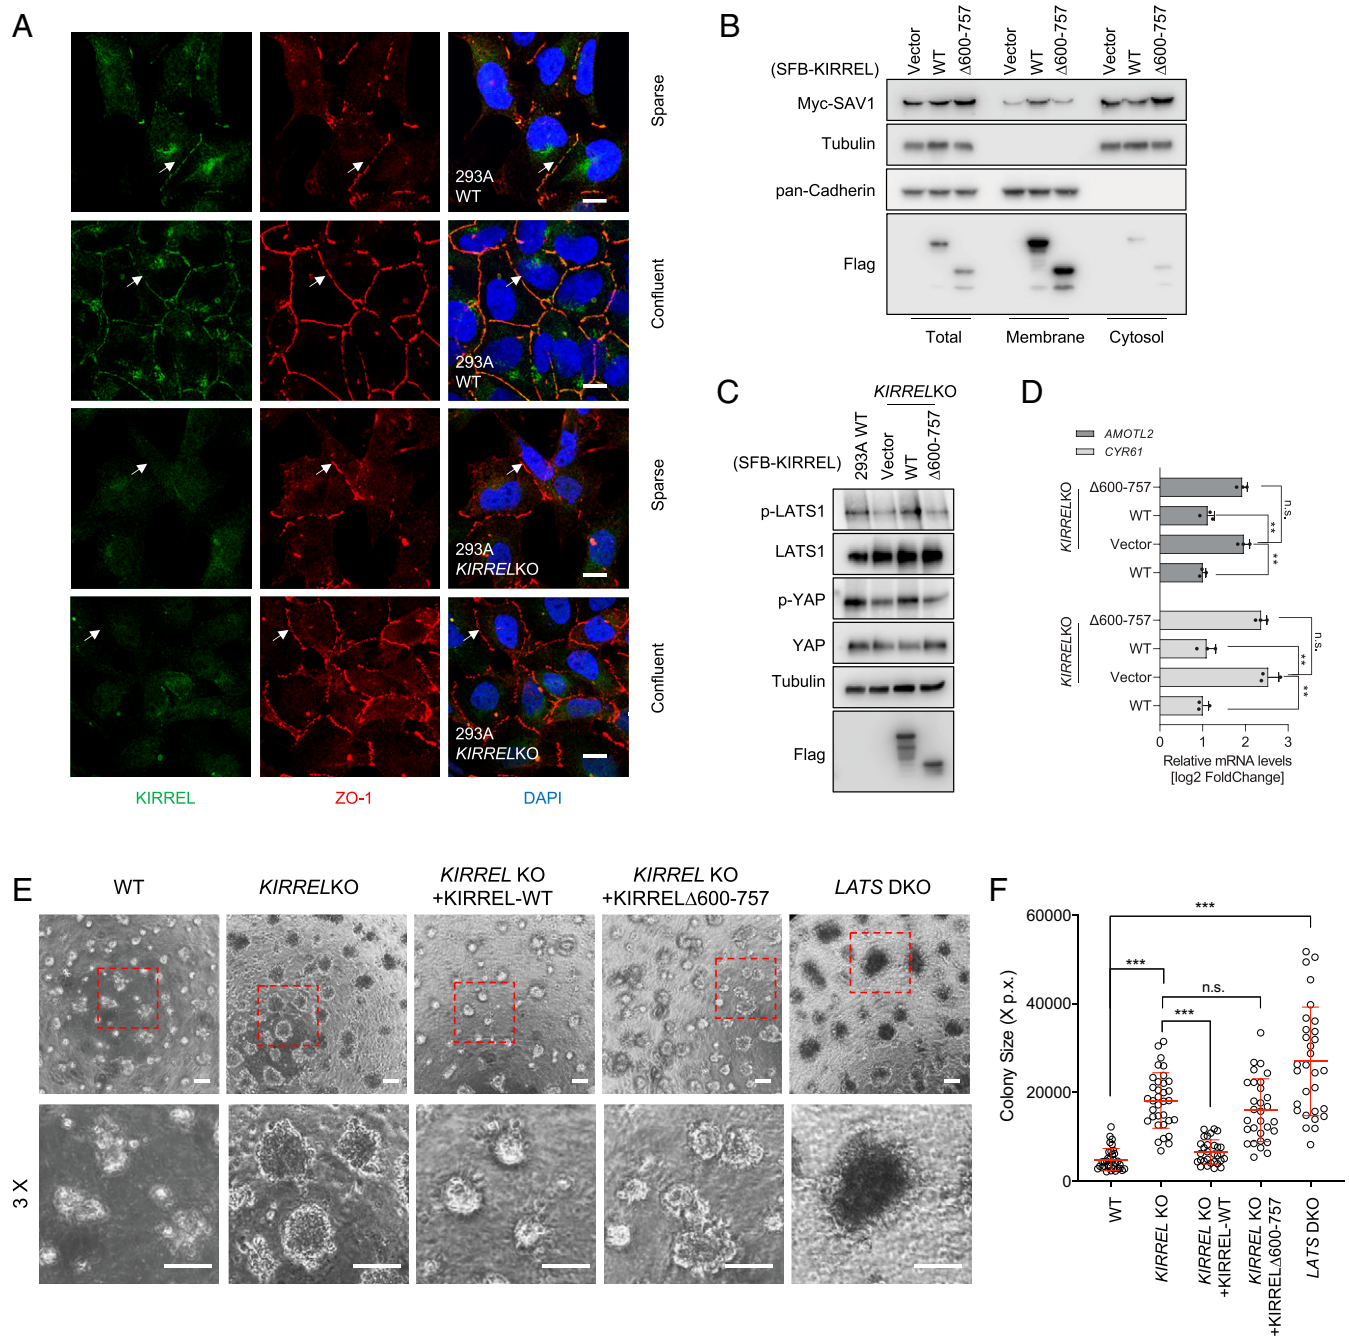 A
Sparse
293A
WT
Confluent
293A
WT
Sparse
293A
KIRRELKO
Confluent
293A
KIRRELKO
KIRREL
ZO-1
DAPI
B
(SFB-KIRREL)
Vector
WT
Δ600-757
Vector
WT
Δ600-757
Vector
WT
Δ600-757
Myc-SAV1
Tubulin
pan-Cadherin
Flag
Total
Membrane
Cytosol
C
KIRRELKO
(SFB-KIRREL)
293A WT
Vector
WT
Δ600-757
p-LATS1
LATS1
p-YAP
YAP
Tubulin
Flag
D
AMOTL2
CYR61
KIRRELKO
Δ600-757
WT
Vector
WT
n.s.
**
**
KIRRELKO
Δ600-757
WT
Vector
WT
n.s.
**
**
0 1 2 3
Relative mRNA levels
[log2 FoldChange]
E
WT
KIRRELKO
KIRREL KO
+KIRREL-WT
KIRREL KO
+KIRRELΔ600-757
LATS DKO
3 X
F
Colony Size (X p.x.)
60000
40000
20000
0
***
***
n.s.
***
WT
KIRREL KO
KIRREL KO
+KIRREL-WT
KIRREL KO
+KIRRELΔ600-757
LATS DKO